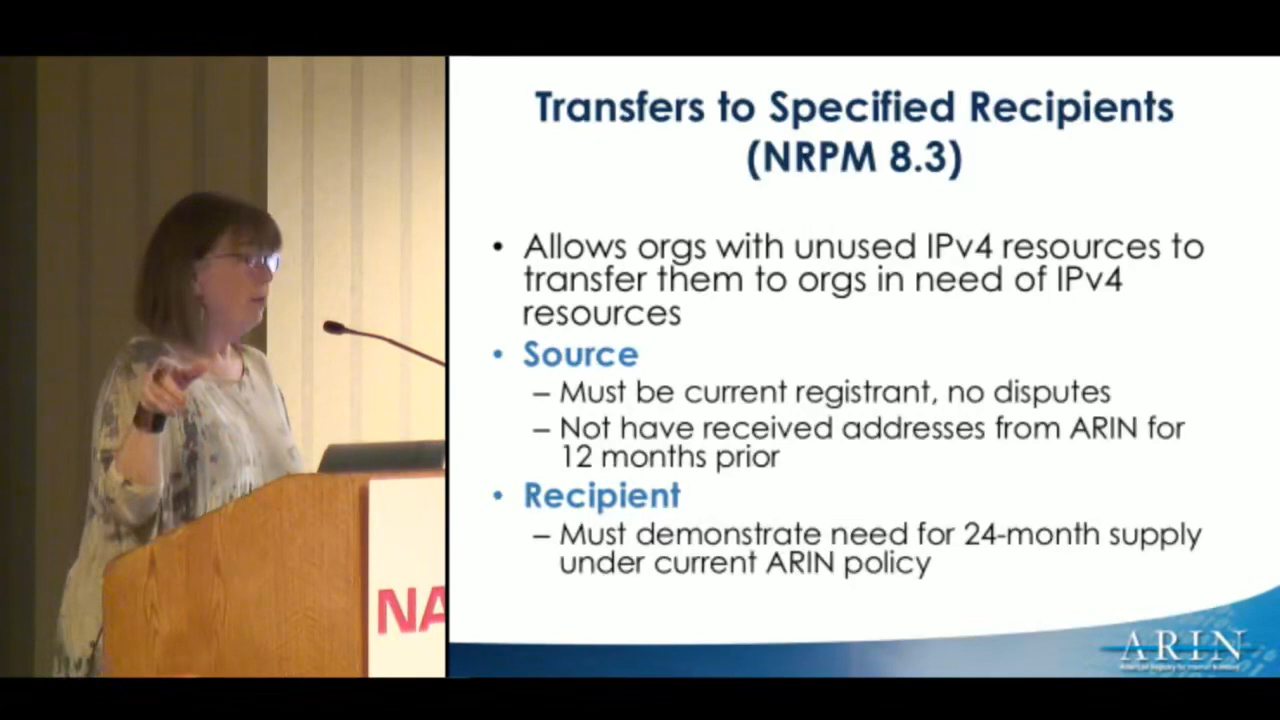 Transfers to Specified Recipients
(NRPM 8.3)
• Allows orgs with unused IPv4 resources to
transfer them to orgs in need of IPv4
resources
• Source
– Must be current registrant, no disputes
– Not have received addresses from ARIN for
12 months prior
• Recipient
– Must demonstrate need for 24-month supply
under current ARIN policy
NA
ARIN